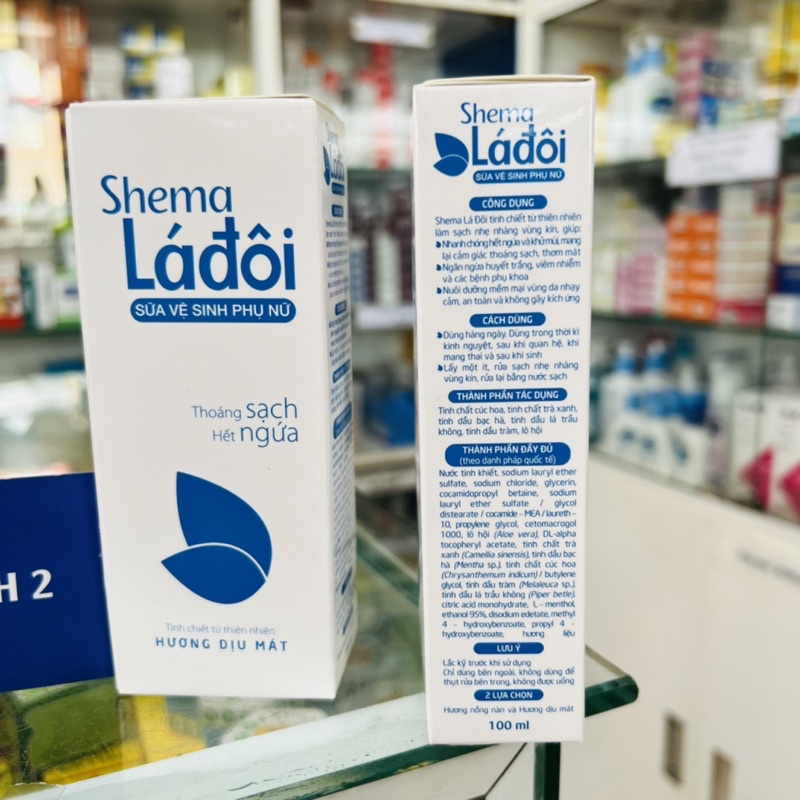 Shema
Láđôi
SỮA VỆ SINH PHỤ NỮ
Thoáng sạch
Hết ngứa
Tinh chiết từ thiên nhiên
HƯƠNG DỊU MÁT
H 2
Shema
Láđôi
SỮA VỆ SINH PHỤ NỮ
CÔNG DỤNG
Shema Lá Đôi tinh chiết từ thiên nhiên
làm sạch nhẹ nhàng vùng kín, giúp:
Nhanh chóng hết ngứa và khử mùi, mang
lại cảm giác thoáng sạch, thơm mát
Ngăn ngừa huyết trắng, viêm nhiễm
và các bệnh phụ khoa
Nuôi dưỡng mềm mại vùng da nhạy
cảm, an toàn và không gây kích ứng
CÁCH DÙNG
Dùng hàng ngày. Dùng trong thời kì
kinh nguyệt, sau khi quan hệ, khi
mang thai và sau khi sinh
Lấy một ít, rửa sạch nhẹ nhàng
vùng kín, rửa lại bằng nước sạch
THÀNH PHẦN TÁC DỤNG
Tinh chất cúc hoa, tinh chất trà xanh,
tinh dầu bạc hà, tinh dầu lá trầu
không, tinh dầu tràm, lô hội
THÀNH PHẦN ĐẦY ĐỦ
(theo danh pháp quốc tế)
Nước tinh khiết, sodium lauryl ether
sulfate, sodium chloride, glycerin,
cocamidopropyl betaine, sodium
lauryl ether sulfate / glycol
distearate / cocamide – MEA / laureth –
10, propylene glycol, cetomacrogol
1000, lô hội (Aloe vera), DL-alpha
tocopheryl acetate, tinh chất trà
xanh (Camellia sinensis), tinh dầu bạc
hà (Mentha sp.), tinh chất cúc hoa
(Chrysanthemum indicum) / butylene
glycol, tinh dầu tràm (Melaleuca sp.),
tinh dầu lá trầu không (Piper betle),
citric acid monohydrate, L – menthol,
ethanol 95%, disodium edetate, methyl
4 – hydroxybenzoate, propyl 4 –
hydroxybenzoate, hương liệu
LƯU Ý
Lắc kỹ trước khi sử dụng
Chỉ dùng bên ngoài, không dùng để
thụt rửa bên trong, không được uống
2 LỰA CHỌN
Hương nồng nàn và Hương dịu mát
100 ml